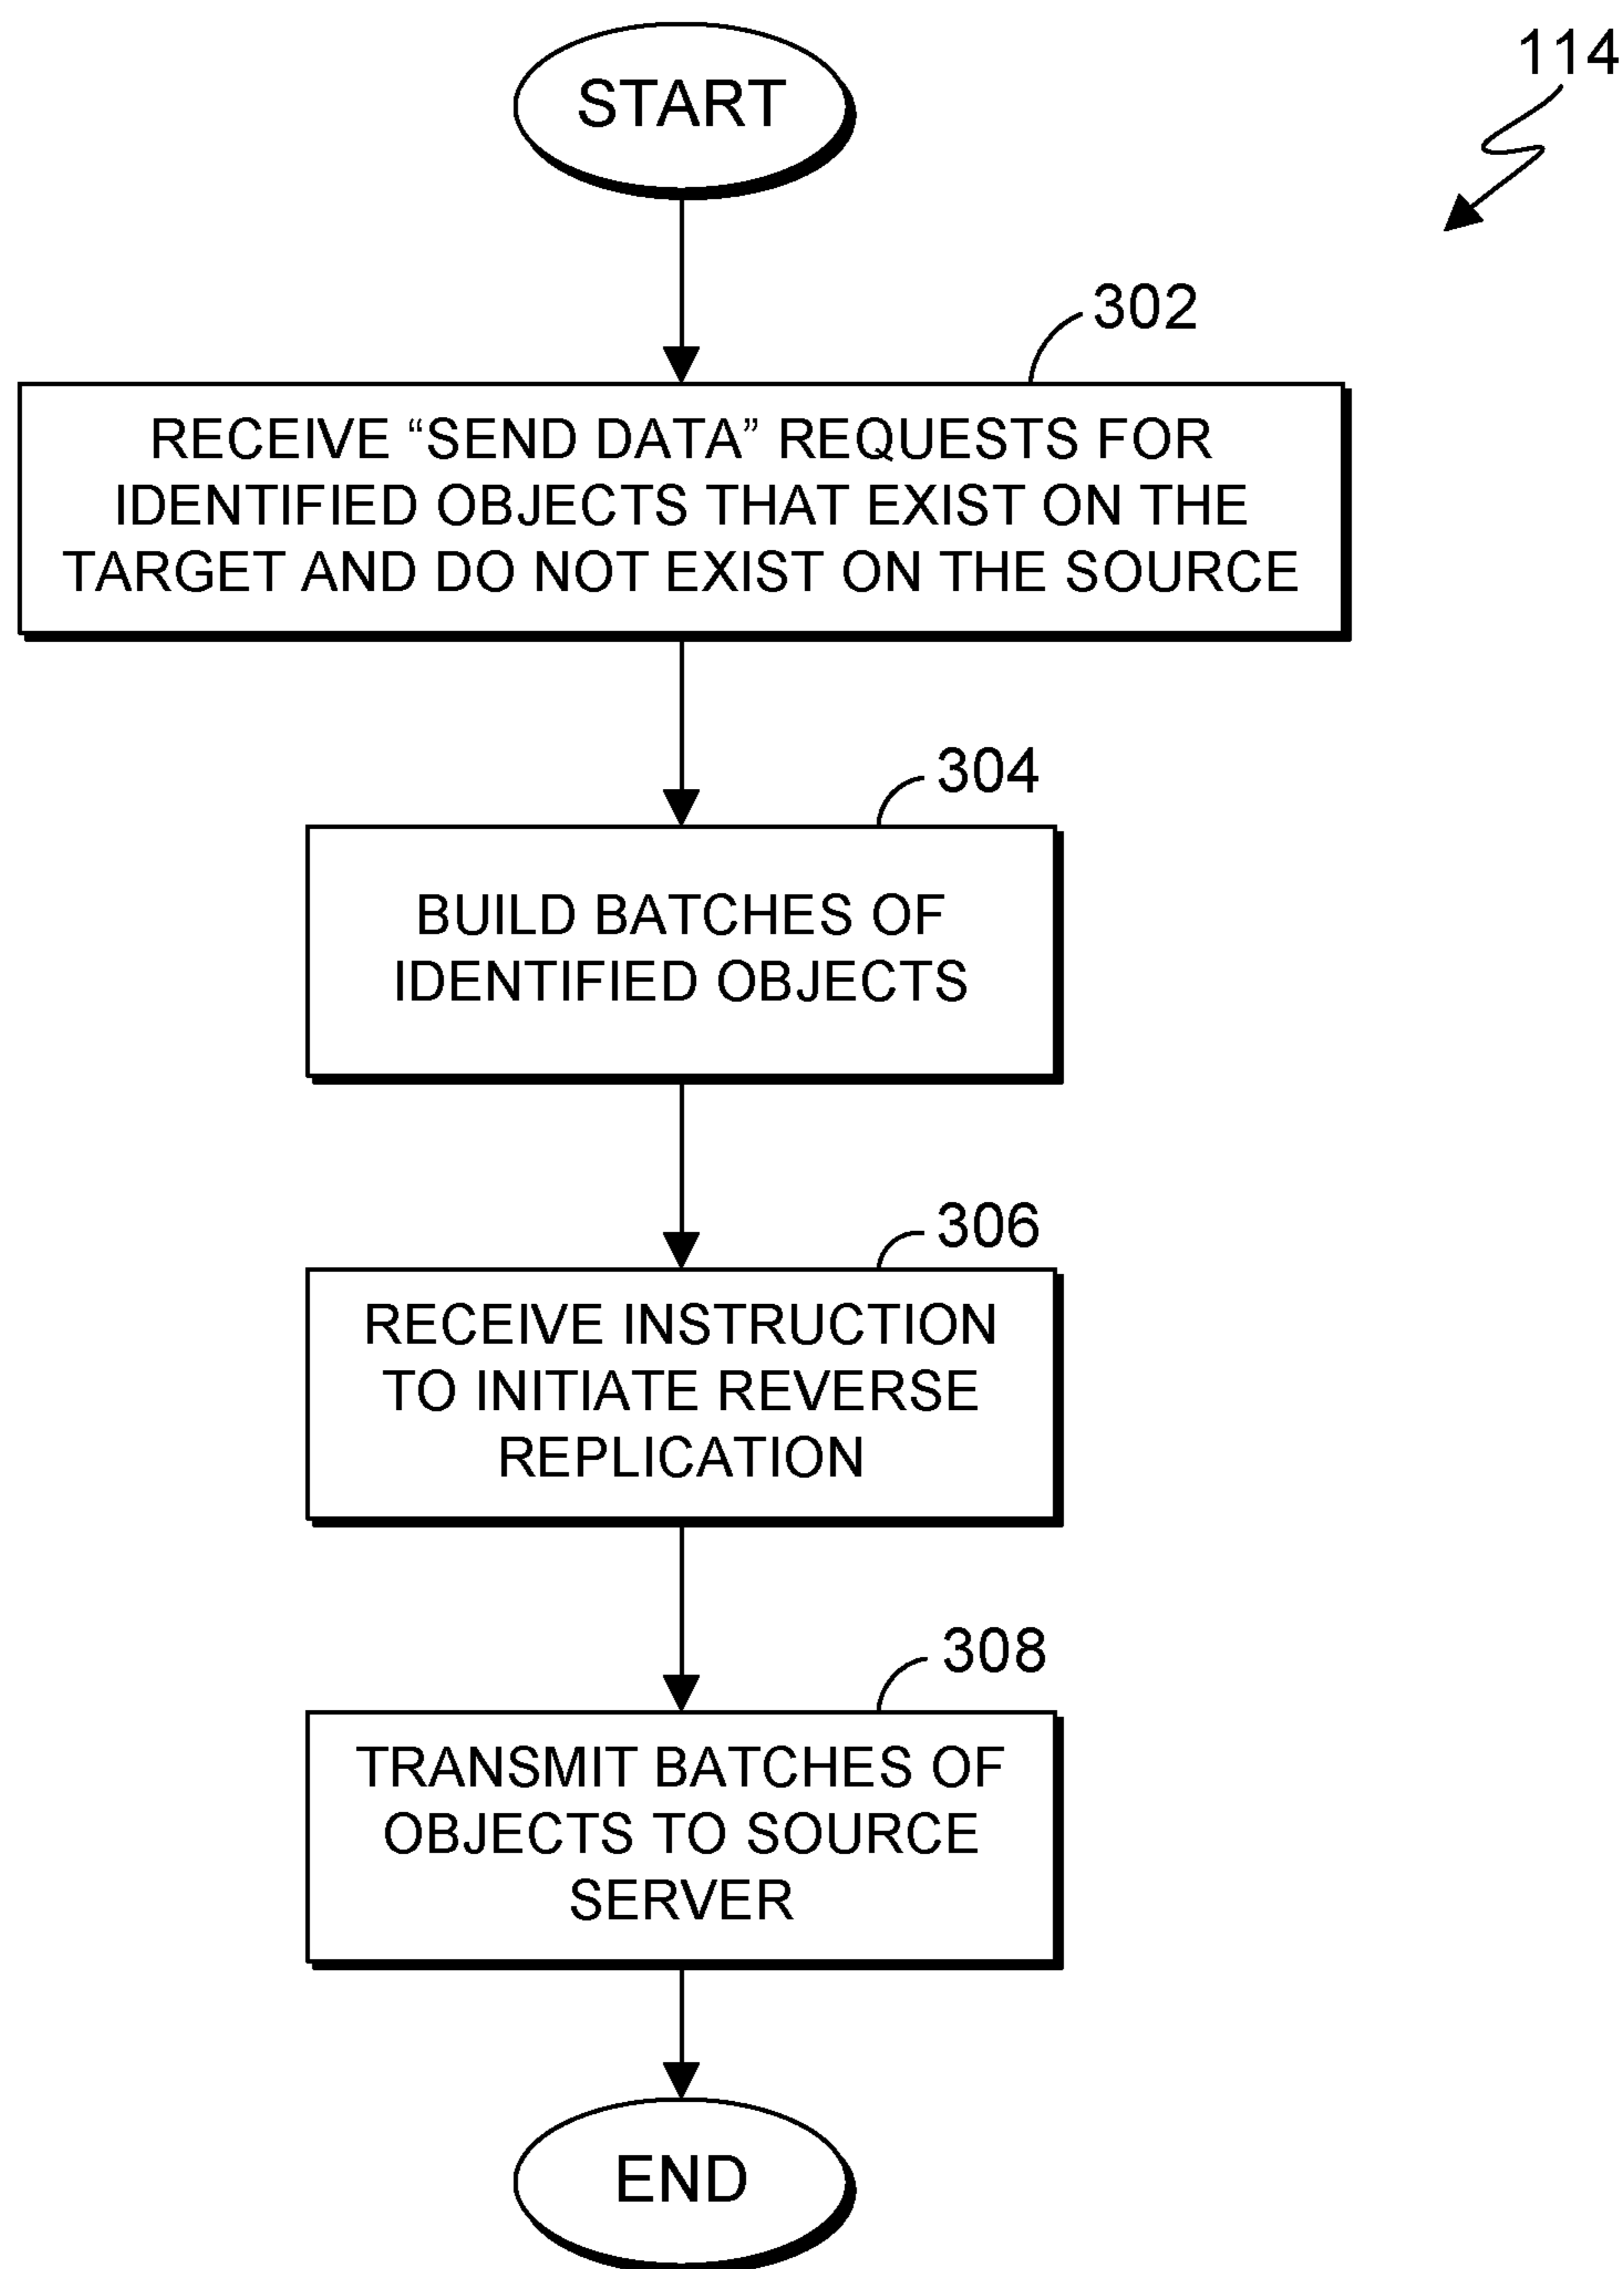 START
114
302
RECEIVE “SEND DATA” REQUESTS FOR
IDENTIFIED OBJECTS THAT EXIST ON THE
TARGET AND DO NOT EXIST ON THE SOURCE
304
BUILD BATCHES OF
IDENTIFIED OBJECTS
306
RECEIVE INSTRUCTION
TO INITIATE REVERSE
REPLICATION
308
TRANSMIT BATCHES OF
OBJECTS TO SOURCE
SERVER
END